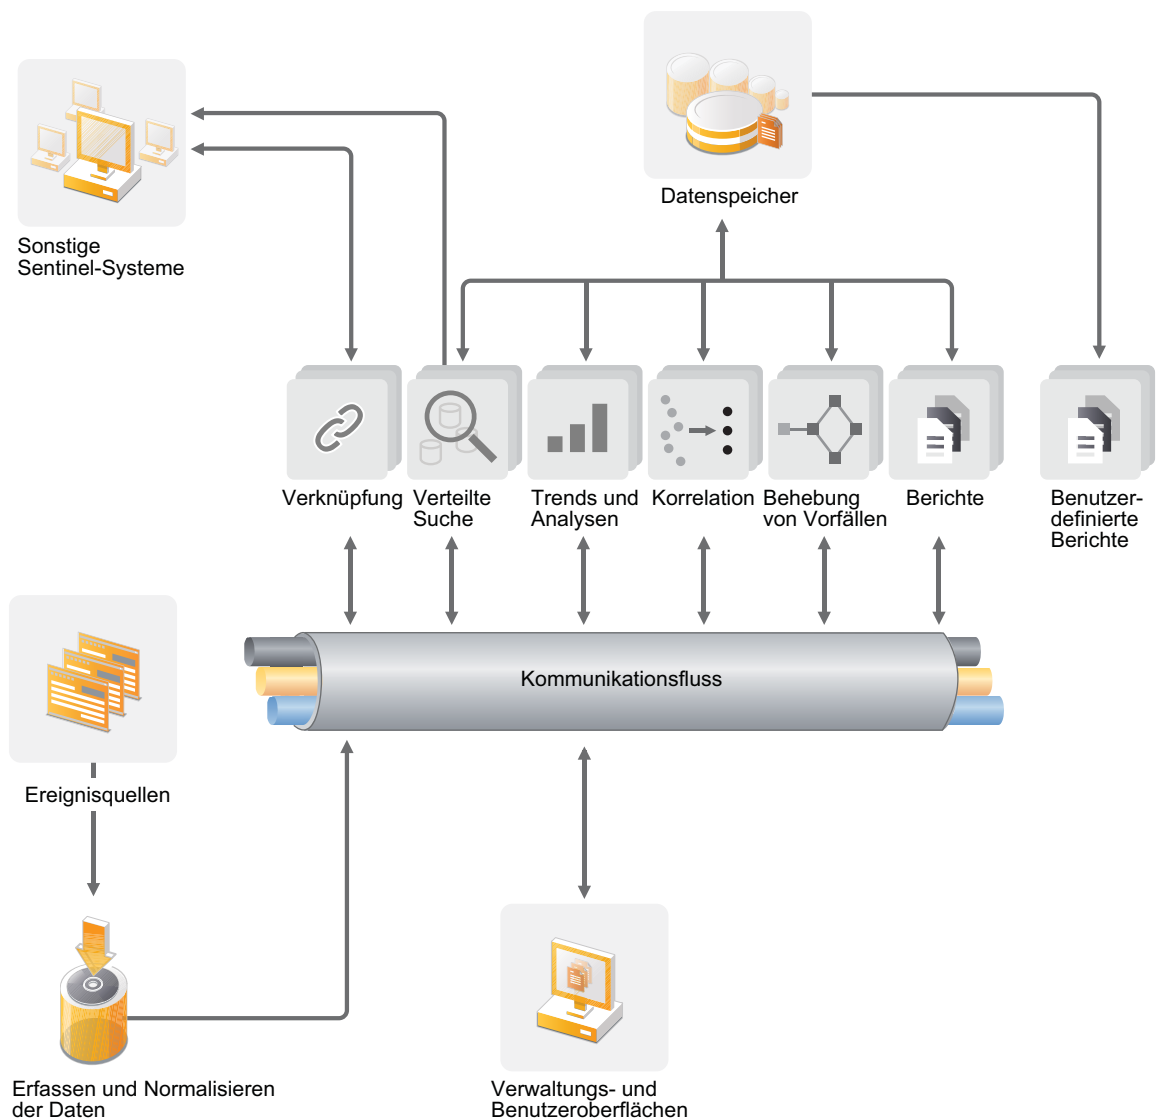 Datenspeicher
Sonstige
Sentinel-Systeme
Verknüpfung
Verteilte
Suche
Trends und
Analysen
Korrelation
Behebung
von Vorfällen
Berichte
Benutzer-
definierte
Berichte
Kommunikationsfluss
Ereignisquellen
Erfassen und Normalisieren
der Daten
Verwaltungs- und
Benutzeroberflächen